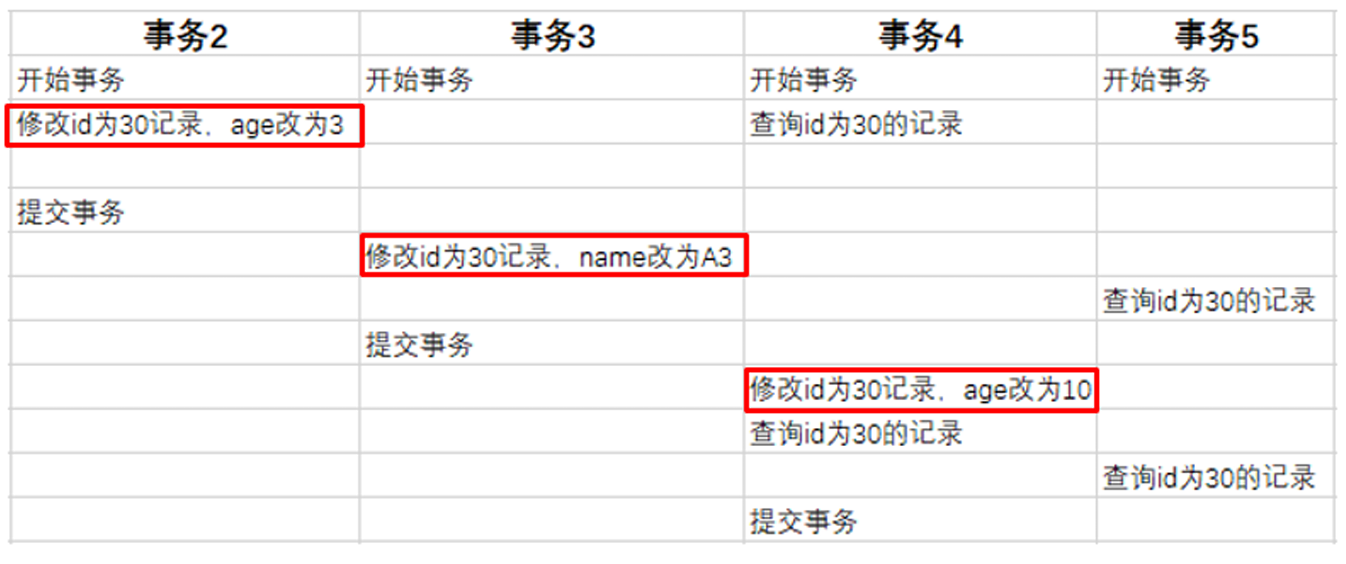 事务2 事务3 事务4 事务5
开始事务 开始事务 开始事务 开始事务
修改id为30记录，age改为3 查询id为30的记录
提交事务
修改id为30记录，name改为A3
查询id为30的记录
提交事务
修改id为30记录，age改为10
查询id为30的记录
查询id为30的记录
提交事务